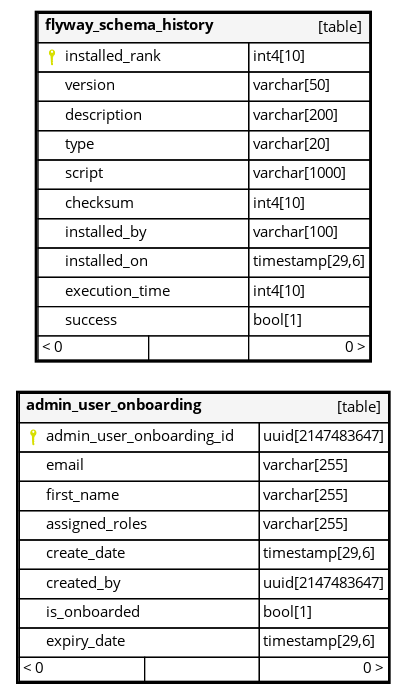 flyway_schema_history [table]
installed_rank int4[10]
version varchar[50]
description varchar[200]
type varchar[20]
script varchar[1000]
checksum int4[10]
installed_by varchar[100]
installed_on timestamp[29,6]
execution_time int4[10]
success bool[1]
< 0 0 >
admin_user_onboarding [table]
admin_user_onboarding_id uuid[2147483647]
email varchar[255]
first_name varchar[255]
assigned_roles varchar[255]
create_date timestamp[29,6]
created_by uuid[2147483647]
is_onboarded bool[1]
expiry_date timestamp[29,6]
< 0 0 >